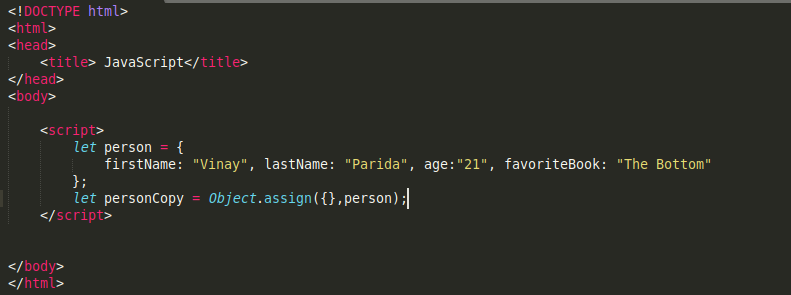 <!DOCTYPE html>
<html>
<head>
<title> JavaScript</title>
</head>
<body>
<script>
let person = {
firstName: "Vinay", lastName: "Parida", age:"21", favoriteBook: "The Bottom"
};
let personCopy = Object.assign({},person);
</script>
</body>
</html>